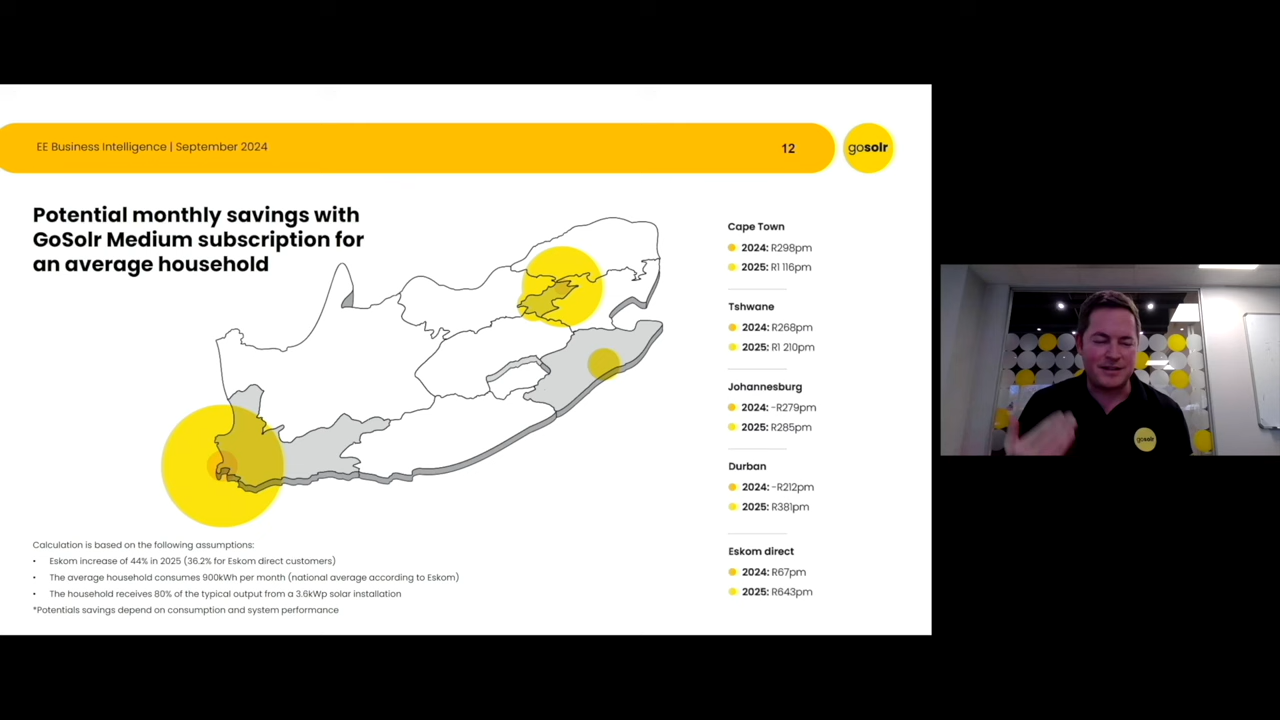 EE Business Intelligence | September 2024
12
gosolr
Potential monthly savings with
GoSolr Medium subscription for
an average household
Cape Town
2024: R298pm
2025: R1 116pm
Tshwane
2024: R268pm
2025: R1 210pm
Johannesburg
2024: -R279pm
2025: R285pm
Durban
2024: -R212pm
2025: R381pm
Eskom direct
2024: R67pm
2025: R643pm
Calculation is based on the following assumptions:
• Eskom increase of 44% in 2025 (36.2% for Eskom direct customers)
• The average household consumes 900kWh per month (national average according to Eskom)
• The household receives 80% of the typical output from a 3.6kWp solar installation
*Potentials savings depend on consumption and system performance
gosolr